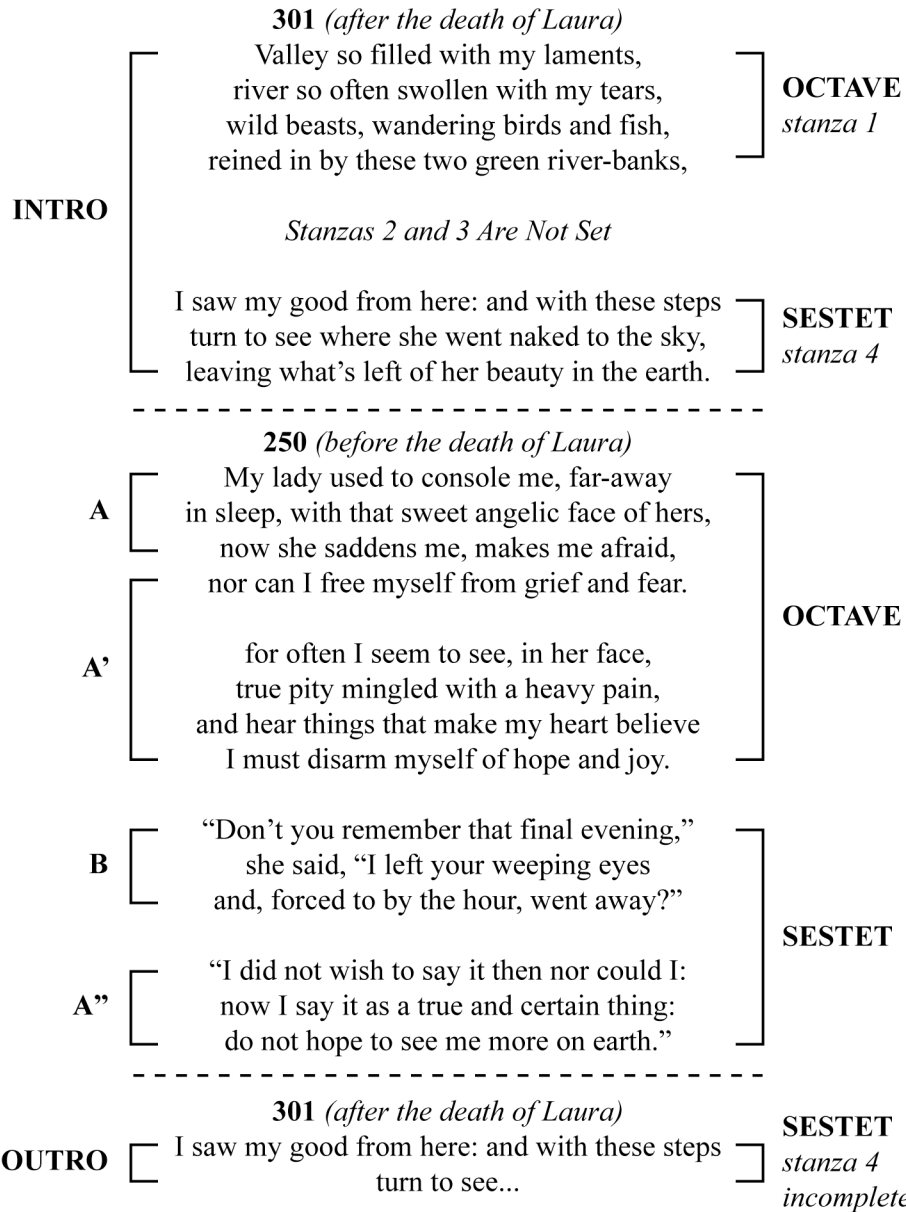 301 (after the death of Laura)
Valley so filled with my laments,
river so often swollen with my tears,
wild beasts, wandering birds and fish,
reined in by these two green river-banks,
OCTAVE
stanza 1
INTRO
Stanzas 2 and 3 Are Not Set
I saw my good from here: and with these steps
turn to see where she went naked to the sky,
leaving what’s left of her beauty in the earth.
SESTET
stanza 4
250 (before the death of Laura)
A
My lady used to console me, far-away
in sleep, with that sweet angelic face of hers,
now she saddens me, makes me afraid,
nor can I free myself from grief and fear.
OCTAVE
A’
for often I seem to see, in her face,
true pity mingled with a heavy pain,
and hear things that make my heart believe
I must disarm myself of hope and joy.
B
“Don’t you remember that final evening,”
she said, “I left your weeping eyes
and, forced to by the hour, went away?”
SESTET
A”
“I did not wish to say it then nor could I:
now I say it as a true and certain thing:
do not hope to see me more on earth.”
301 (after the death of Laura)
OUTRO
I saw my good from here: and with these steps
turn to see...
SESTET
stanza 4
incomplete